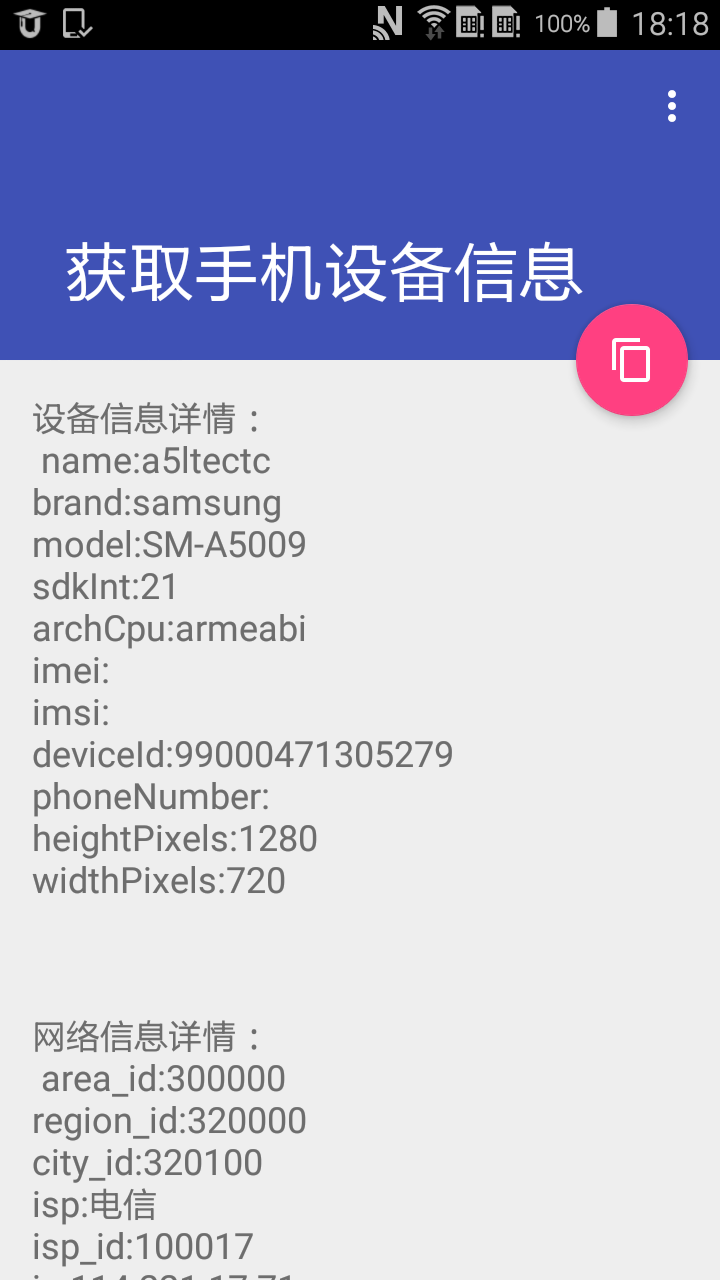 100% 18:18
获取手机设备信息
设备信息详情：
name:a5ltectc
brand:samsung
model:SM-A5009
sdkInt:21
archCpu:armeabi
imei:
imsi:
deviceId:99000471305279
phoneNumber:
heightPixels:1280
widthPixels:720
网络信息详情：
area_id:300000
region_id:320000
city_id:320100
isp:电信
isp_id:100017